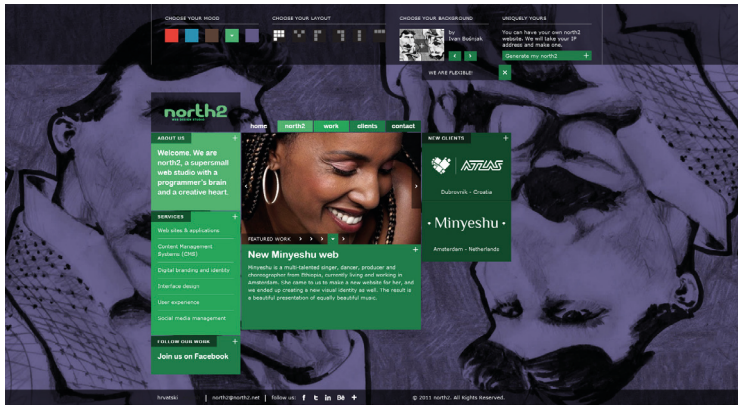 CHOOSE YOUR MOOD
CHOOSE YOUR LAYOUT
CHOOSE YOUR BACKGROUND
by
Ivan Bošnjak
UNIQUELY YOURS
You can have your own north2
website. We will take your IP
address and make one.
Generate my north2 +
WE ARE FLEXIBLE!
north2
WEB DESIGN STUDIO
home north2 work clients contact
ABOUT US +
Welcome. We are
north2, a supersmall
web studio with a
programmer's brain
and a creative heart.
SERVICES +
Web sites & applications
Content Management
Systems (CMS)
Digital branding and identity
Interface design
User experience
Social media management
FOLLOW OUR WORK +
Join us on Facebook
FEATURED WORK
New Minyeshu web +
Minyeshu is a multi-talented singer, dancer, producer and
choreographer from Ethiopia, currently living and working in
Amsterdam. She came to us to make a new website for her, and
we ended up creating a new visual identity as well. The result is
a beautiful presentation of equally beautiful music.
NEW CLIENTS +
ATLAS
Dubrovnik - Croatia
• Minyeshu •
Amsterdam - Netherlands
hrvatski | north2@north2.net | follow us: f t in Bē +
© 2011 north2. All Rights Reserved.